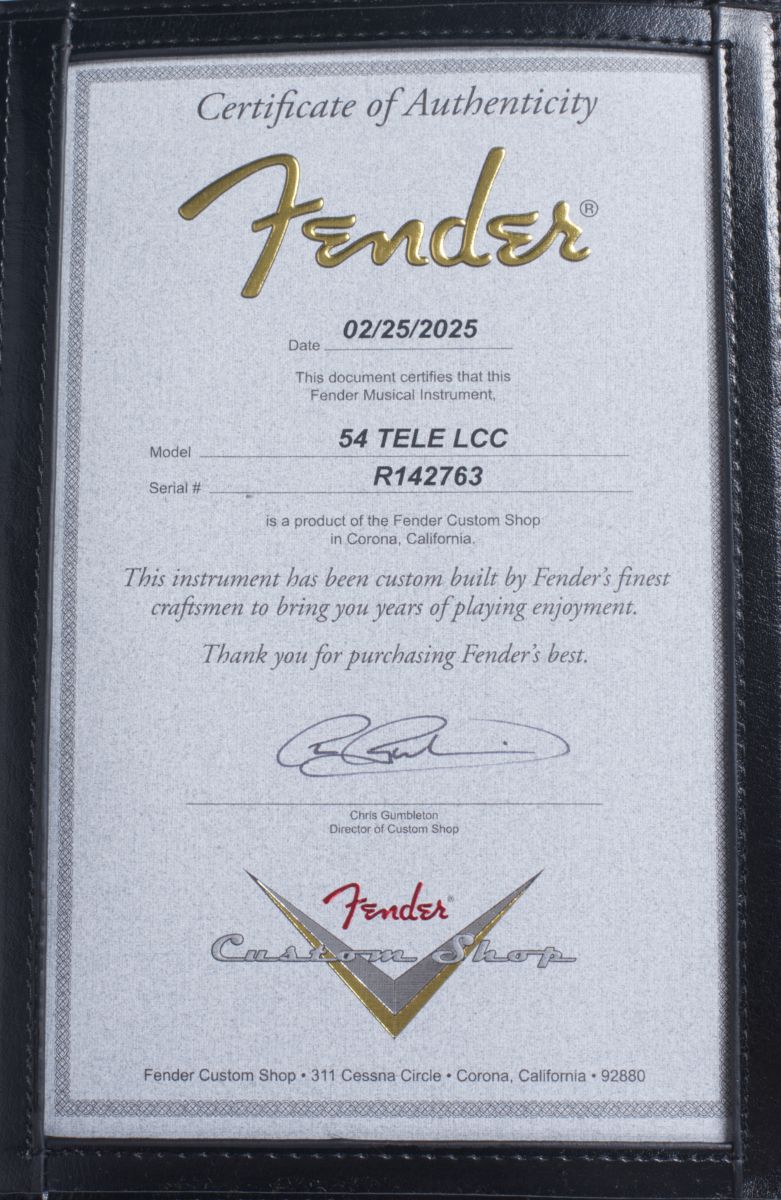 Certificate of Authenticity
Fender®
Date 02/25/2025
This document certifies that this
Fender Musical Instrument,
Model 54 TELE LCC
Serial # R142763
is a product of the Fender Custom Shop
in Corona, California.
This instrument has been custom built by Fender's finest
craftsmen to bring you years of playing enjoyment.
Thank you for purchasing Fender's best.
Chris Gumbleton
Director of Custom Shop
Fender®
Custom Shop
Fender Custom Shop • 311 Cessna Circle • Corona, California • 92880